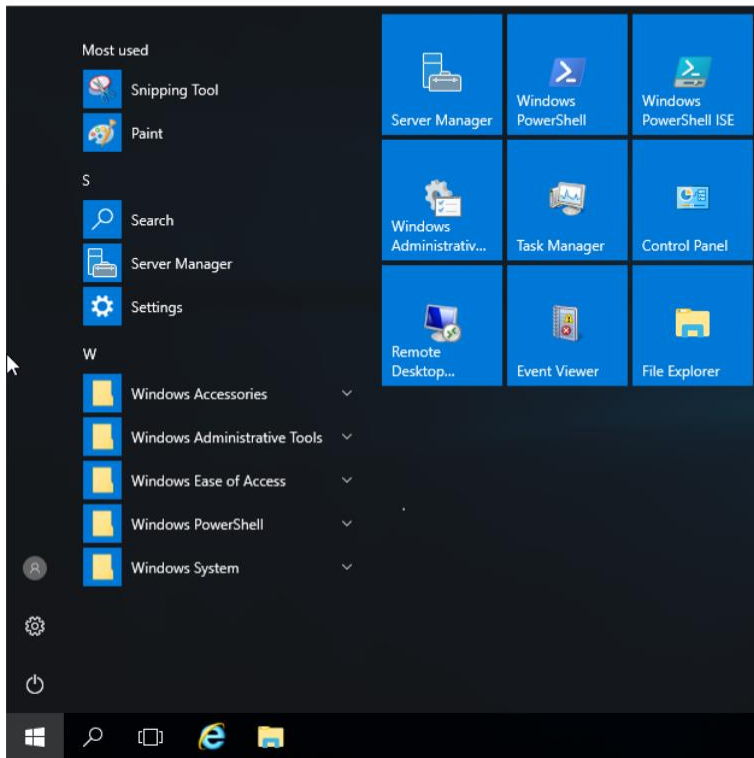 Most used
Snipping Tool
Paint
S
Search
Server Manager
Settings
W
Windows Accessories
Windows Administrative Tools
Windows Ease of Access
Windows PowerShell
Windows System
Server Manager
Windows
PowerShell
Windows
PowerShell ISE
Windows
Administrativ...
Task Manager
Control Panel
Remote
Desktop...
Event Viewer
File Explorer